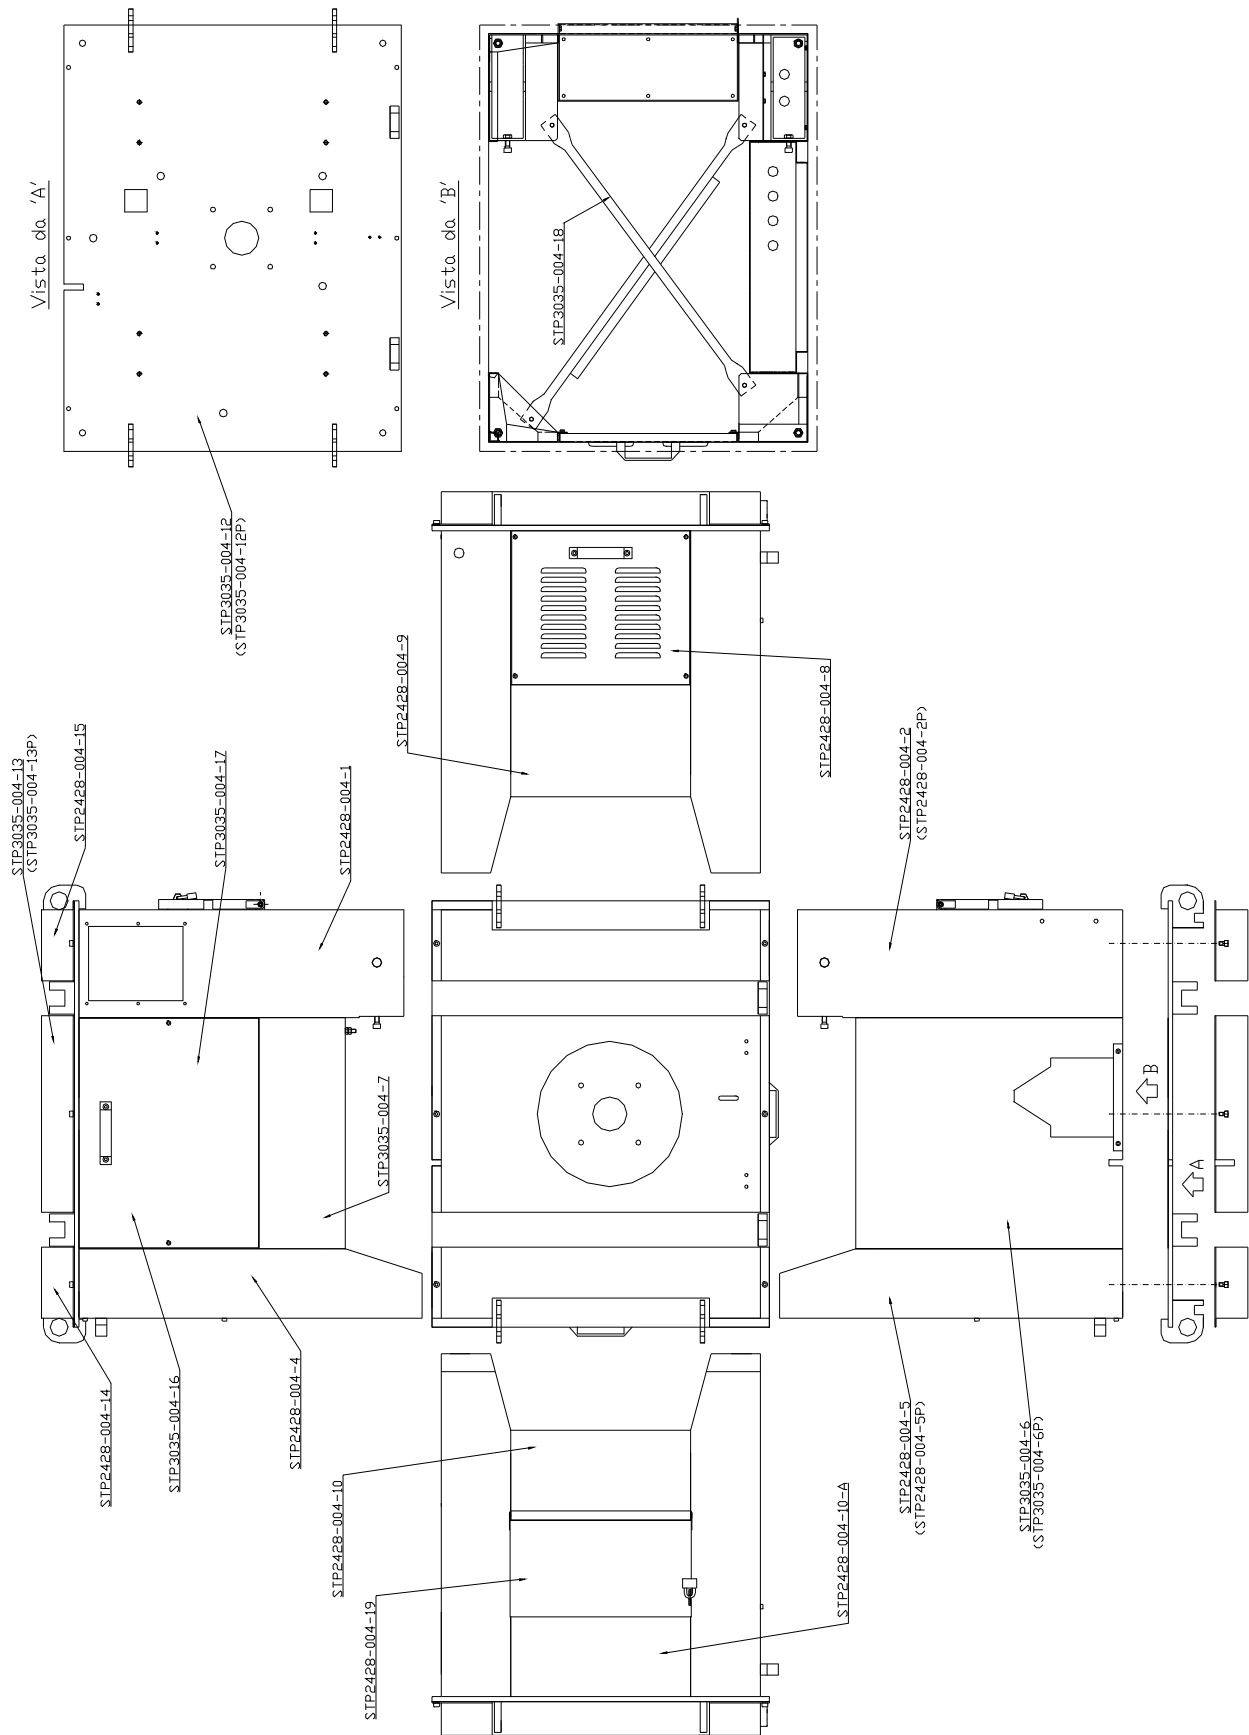 Vista da 'A'
Vista da 'B'
STP3035-004-18
STP3035-004-12
(STP3035-004-12P)
STP2428-004-9
STP2428-004-8
STP3035-004-13
(STP3035-004-13P)
STP2428-004-15
STP3035-004-17
STP2428-004-1
STP2428-004-2
(STP2428-004-2P)
STP3035-004-7
B
A
STP2428-004-14
STP3035-004-16
STP2428-004-4
STP2428-004-10
STP2428-004-19
STP2428-004-10-A
STP2428-004-5
(STP2428-004-5P)
STP3035-004-6
(STP3035-004-6P)